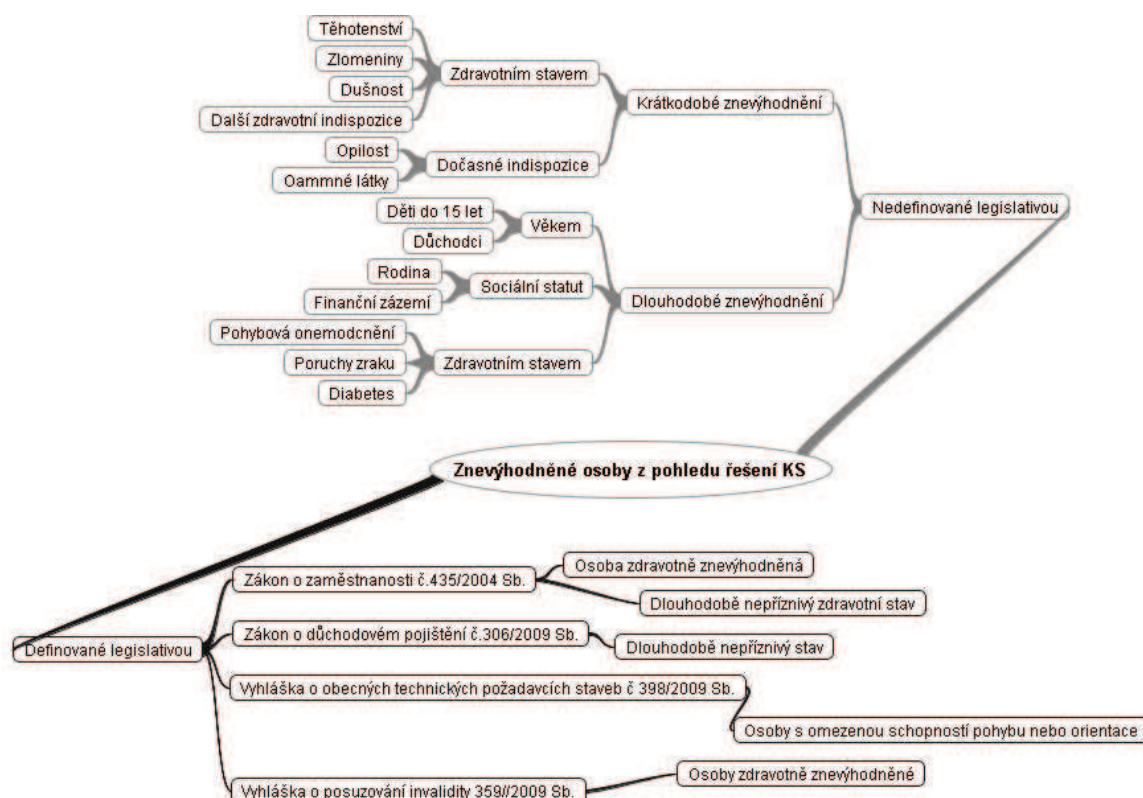 Těhotenství
Zlomeniny
Zdravotním stavem
Dušnost
Krátkodobé znevýhodnění
Další zdravotní indispozice
Opilost
Dočasné indispozice
Oammné látky
Nedefinované legislativou
Děti do 15 let
Věkem
Důchodci
Rodina
Sociální statut
Dlouhodobé znevýhodnění
Finanční zázemí
Pohybová onemodcnění
Poruchy zraku
Zdravotním stavem
Diabetes
Znevýhodněné osoby z pohledu řešení KS
Osoba zdravotně znevýhodněná
Zákon o zaměstnanosti č.435/2004 Sb.
Dlouhodobě nepříznivý zdravotní stav
Zákon o důchodovém pojištění č.306/2009 Sb.
Dlouhodobě nepříznivý stav
Definované legislativou
Vyhláška o obecných technických požadavcích staveb č 398/2009 Sb.
Osoby s omezenou schopností pohybu nebo orientace
Osoby zdravotně znevýhodněné
Vyhláška o posuzování invalidity 359//2009 Sb.